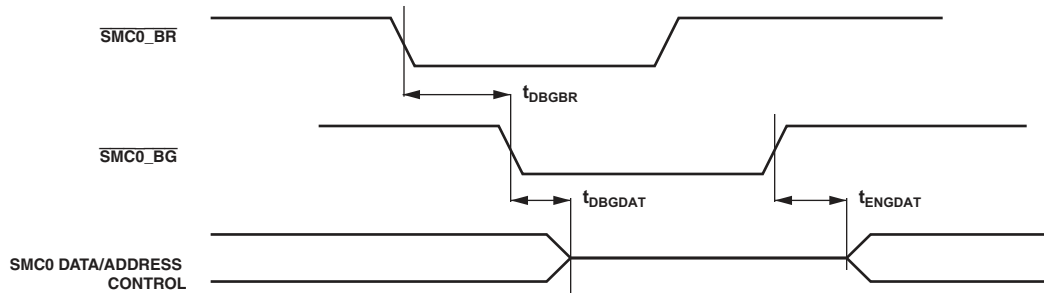 SMC0_BR
tDBGBR
SMC0_BG
tDBGDAT
tENGDAT
SMC0 DATA/ADDRESS
CONTROL